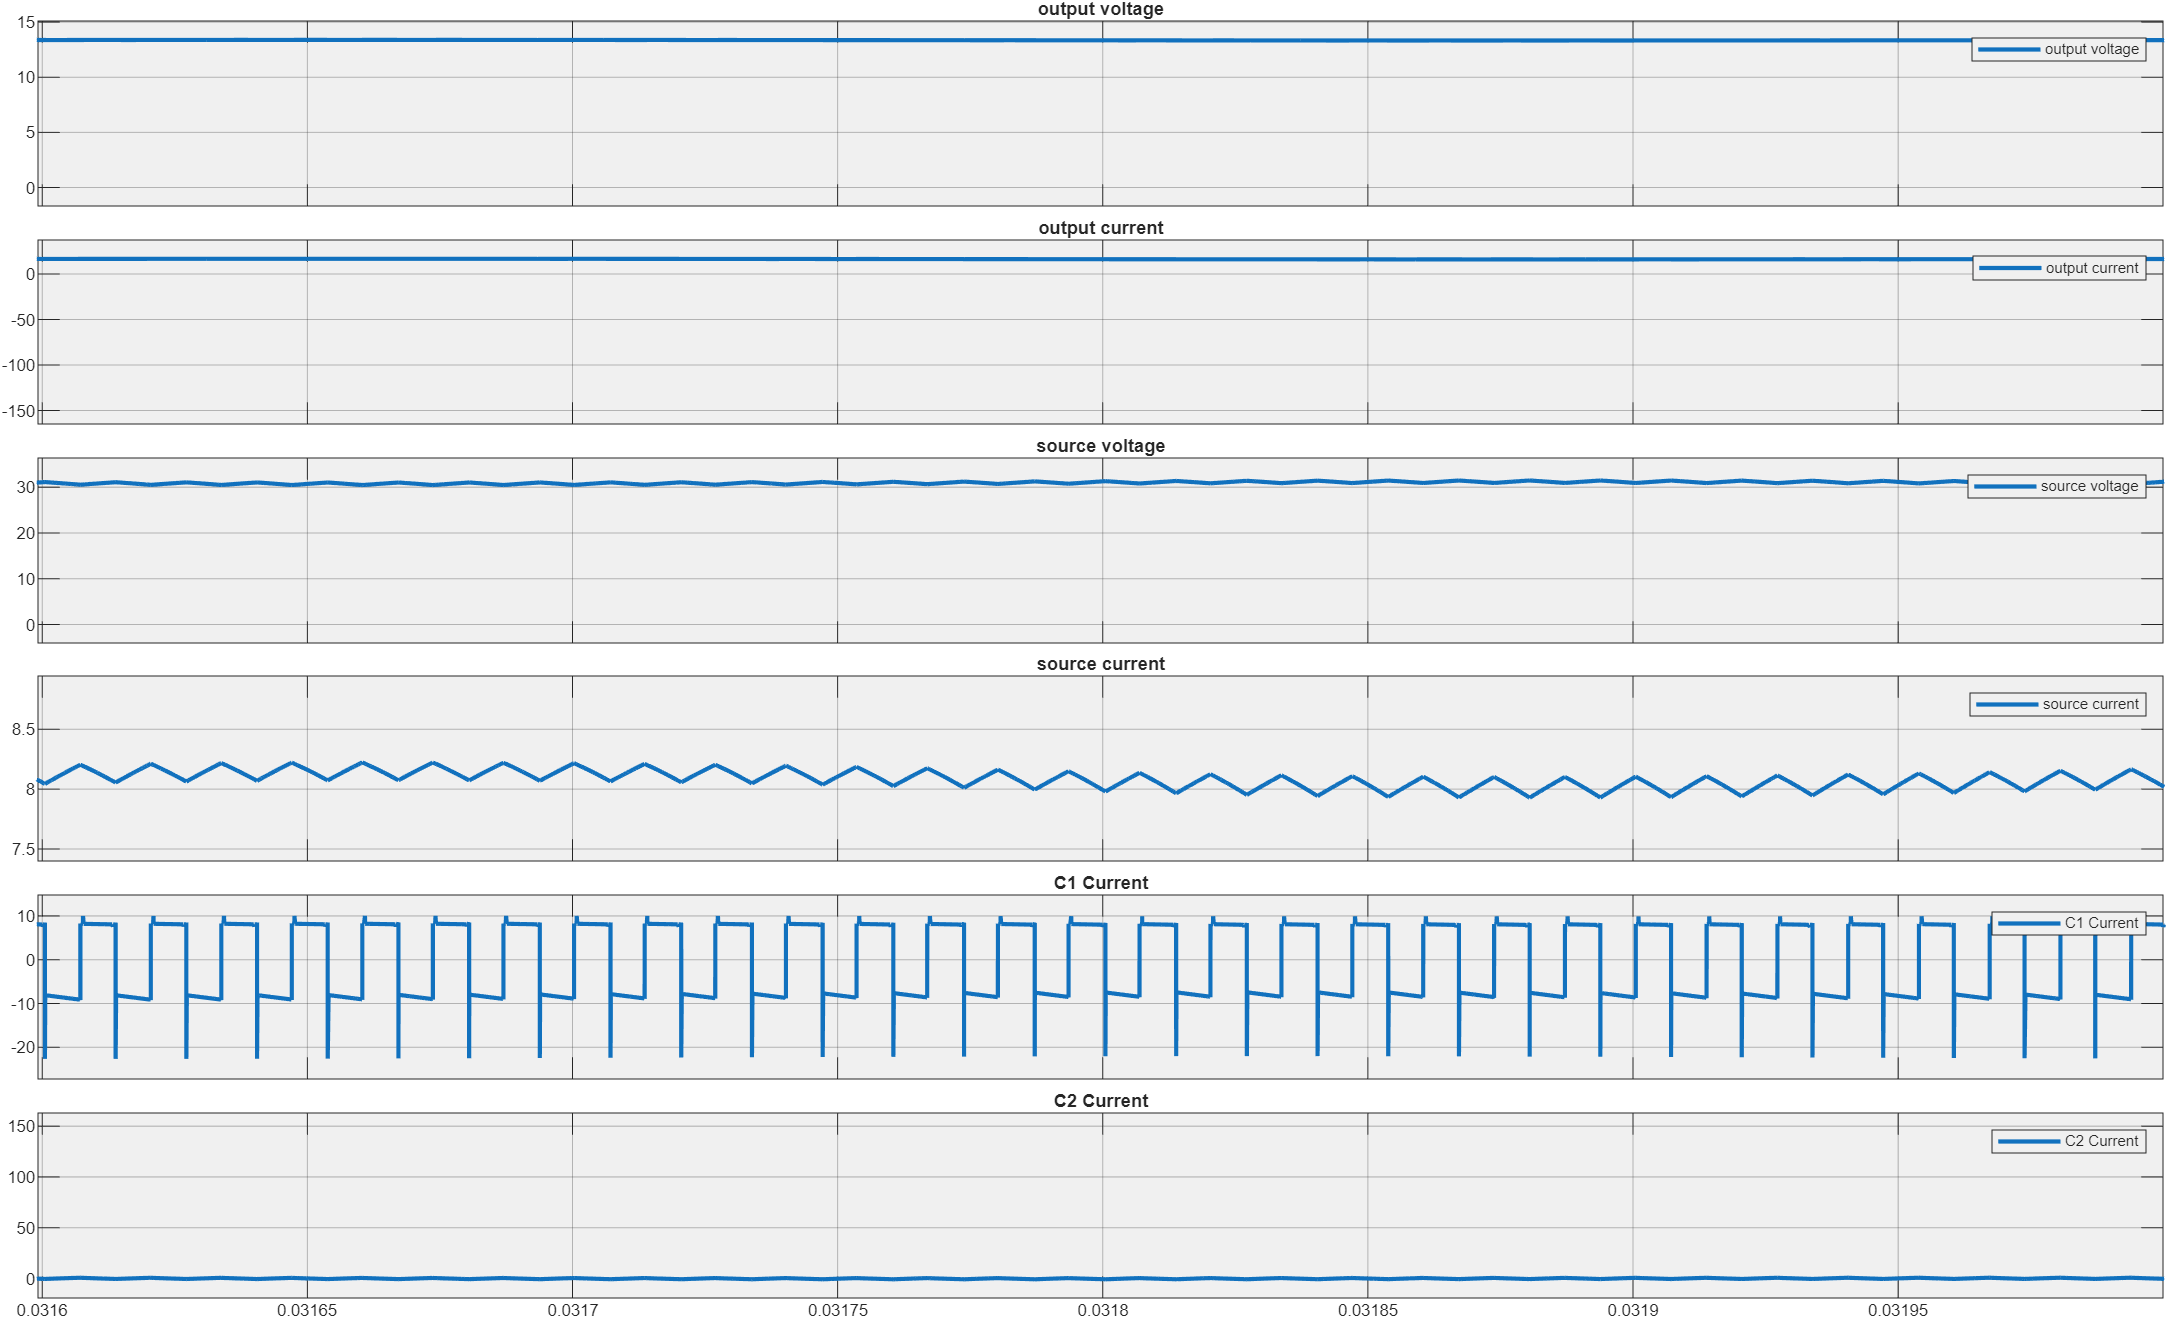 output voltage
15
output voltage
10
5
0
output current
0
output current
-50
-100
-150
source voltage
30
source voltage
20
10
0
source current
source current
8.5
8
7.5
C1 Current
10
C1 Current
0
-10
-20
C2 Current
150
C2 Current
100
50
0
0.0316 0.03165 0.0317 0.03175 0.0318 0.03185 0.0319 0.03195